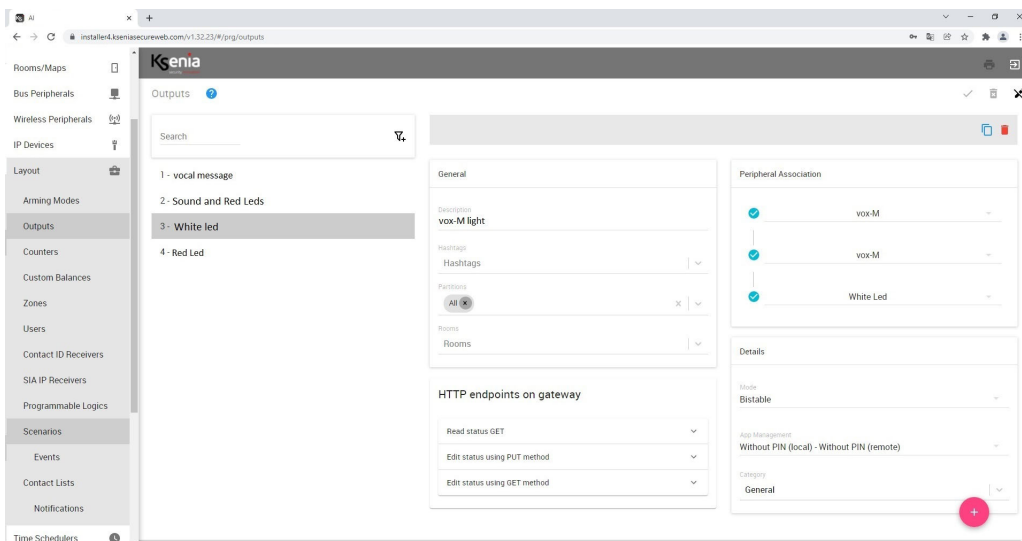 AI
installer4.kseniasecureweb.com/v1.32.23/#/prg/outputs
Ksenia
Rooms/Maps
Bus Peripherals
Wireless Peripherals
IP Devices
Layout
Arming Modes
Outputs
Counters
Custom Balances
Zones
Users
Contact ID Receivers
SIA IP Receivers
Programmable Logics
Scenarios
Events
Contact Lists
Notifications
Time Schedulers
Outputs
Search
1 - vocal message
2 - Sound and Red Leds
3 - White led
4 - Red Led
General
Description
vox-M light
Hashtags
Hashtags
Partitions
All
Rooms
Rooms
HTTP endpoints on gateway
Read status GET
Edit status using PUT method
Edit status using GET method
Peripheral Association
vox-M
vox-M
White Led
Details
Mode
Bistable
App Management
Without PIN (local) - Without PIN (remote)
Category
General